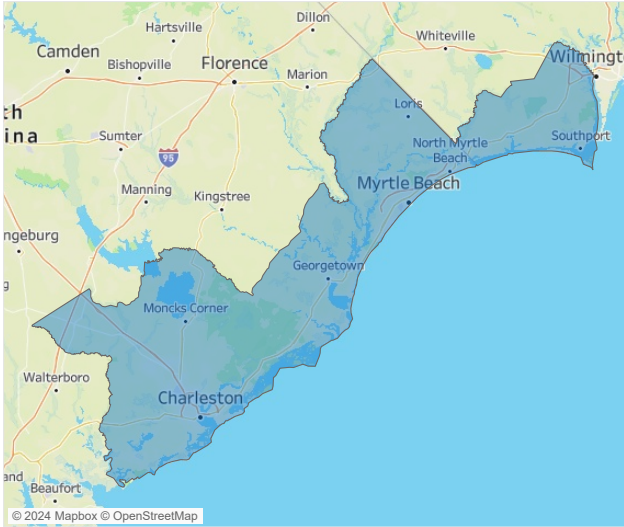 Dillon
Hartsville
Whiteville
Camden
Wilmingt
Bishopville
Florence
Marion
th
ina
Loris
Sumter
95
North Myrtle
Beach
Southport
Manning
Kingstree
Myrtle Beach
ngeburg
Georgetown
g
Moncks Corner
Walterboro
Charleston
and
Beaufort
© 2024 Mapbox © OpenStreetMap